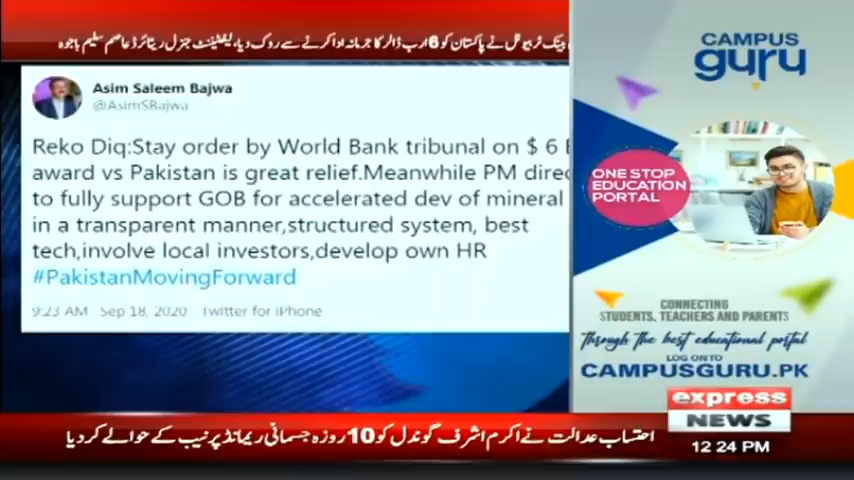 بینک ٹربیونل نے پاکستان کو 6 ارب ڈالر کا جرمانہ ادا کرنے سے روک دیا، لیفٹیننٹ جنرل ریٹائرڈ عاصم سلیم باجوہ
Asim Saleem Bajwa
@AsimSBajwa
Reko Diq:Stay order by World Bank tribunal on $ 6
award vs Pakistan is great relief.Meanwhile PM direc
to fully support GOB for accelerated dev of mineral
in a transparent manner,structured system, best
tech,involve local investors,develop own HR
#PakistanMovingForward
9:23 AM Sep 18, 2020 Twitter for iPhone
CAMPUS
guru
ONE STOP
EDUCATION
PORTAL
CONNECTING
STUDENTS, TEACHERS AND PARENTS
through the best educational portal
LOG ON TO
CAMPUSGURU.PK
express
NEWS
12:24 PM
احتساب عدالت نے اکرم اشرف گوندل کو 10 روزہ جسمانی ریمانڈ پر نیب کے حوالے کر دیا